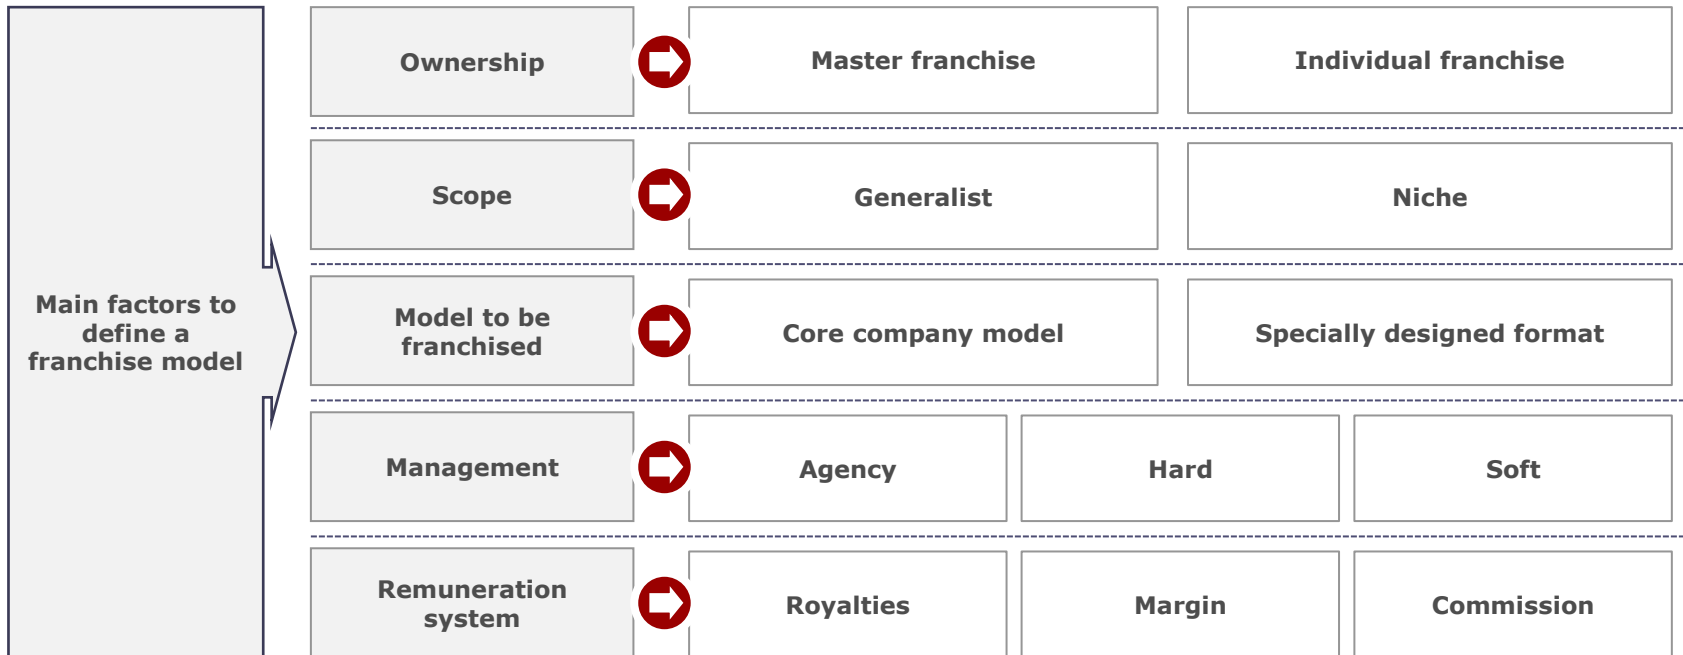 Main factors to
define a
franchise model
Ownership
Master franchise
Individual franchise
Scope
Generalist
Niche
Model to be
franchised
Core company model
Specially designed format
Management
Agency
Hard
Soft
Remuneration
system
Royalties
Margin
Commission